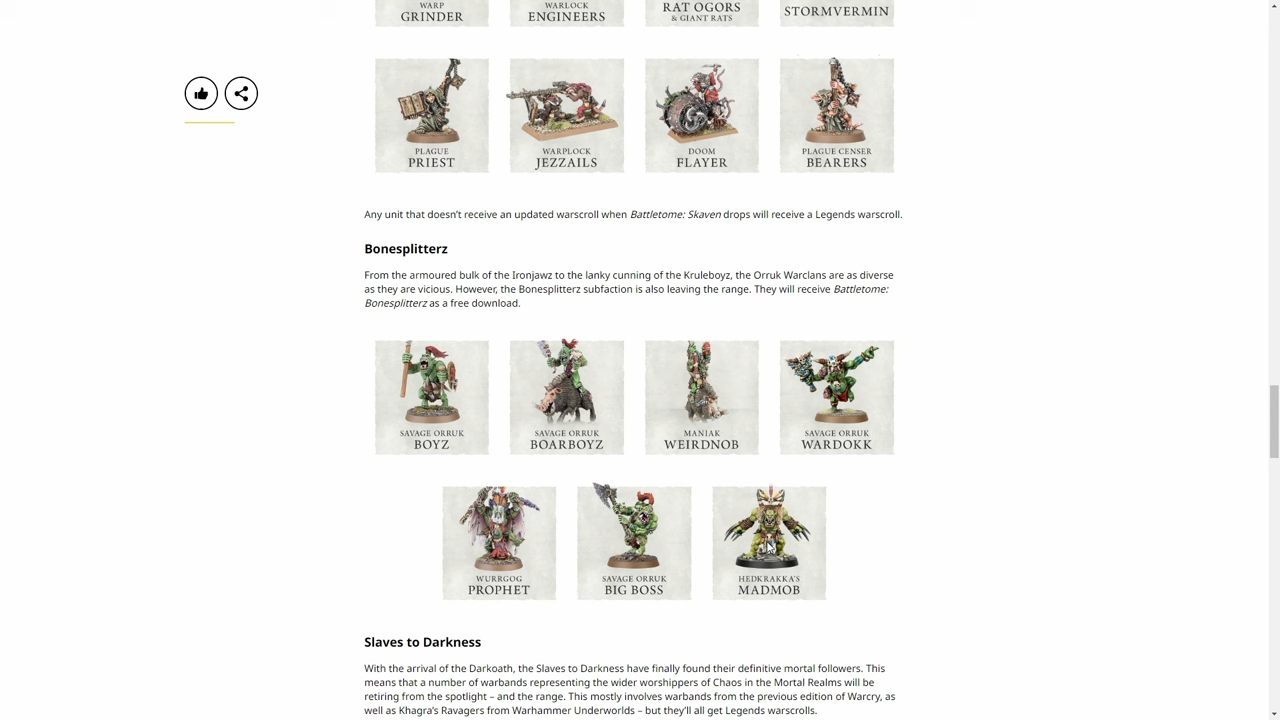 WARP
GRINDER
WARLOCK
ENGINEERS
RAT OGORS
& GIANT RATS
STORMVERMIN
PLAGUE
PRIEST
WARPLOCK
JEZZAILS
DOOM
FLAYER
PLAGUE CENSER
BEARERS
Any unit that doesn’t receive an updated warscroll when Battletome: Skaven drops will receive a Legends warscroll.
Bonesplitterz
From the armoured bulk of the Ironjawz to the lanky cunning of the Kruleboyz, the Orruk Warclans are as diverse
as they are vicious. However, the Bonesplitterz subfaction is also leaving the range. They will receive Battletome:
Bonesplitterz as a free download.
SAVAGE ORRUK
BOYZ
SAVAGE ORRUK
BOARBOYZ
MANIAK
WEIRDNOB
SAVAGE ORRUK
WARDOKK
WURRGOG
PROPHET
SAVAGE ORRUK
BIG BOSS
HEDKRAKKA'S
MADMOB
Slaves to Darkness
With the arrival of the Darkoath, the Slaves to Darkness have finally found their definitive mortal followers. This
means that a number of warbands representing the wider worshippers of Chaos in the Mortal Realms will be
retiring from the spotlight – and the range. This mostly involves warbands from the previous edition of Warcry, as
well as Khagra’s Ravagers from Warhammer Underworlds – but they’ll all get Legends warscrolls.